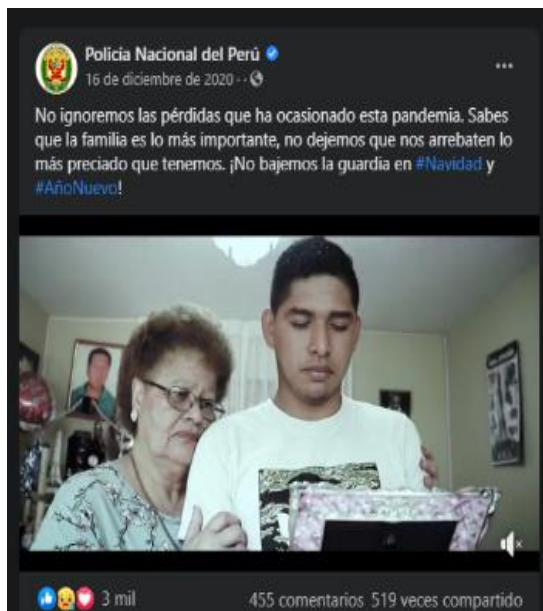 Policía Nacional del Perú
16 de diciembre de 2020 ·
No ignoremos las pérdidas que ha ocasionado esta pandemia. Sabes
que la familia es lo más importante, no dejemos que nos arrebaten lo
más preciado que tenemos. ¡No bajemos la guardia en #Navidad y
#AñoNuevo!
3 mil
455 comentarios 519 veces compartido